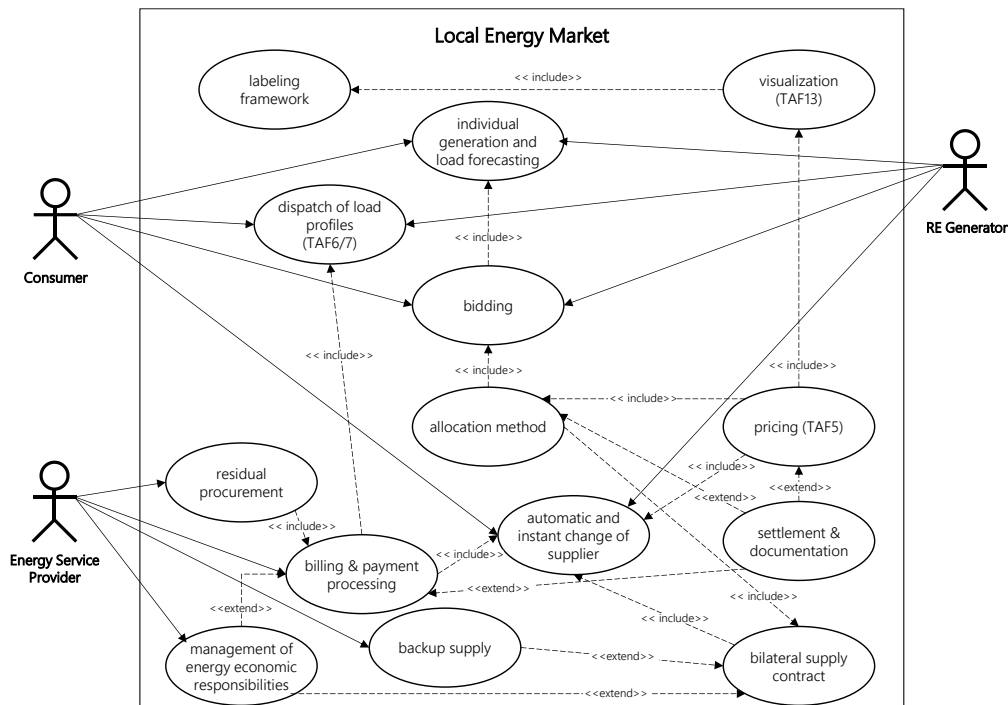 Local Energy Market
labeling
framework
<< include>>
visualization
(TAF13)
individual
generation and
load forecasting
RE Generator
Consumer
dispatch of load
profiles
(TAF6/7)
<< include>>
bidding
<< include>>
<< include>>
<< include>>
allocation method
<< include>>
pricing (TAF5)
residual
procurement
<< include>>
<<extend>>
<<extend>>
<< include>>
automatic and
instant change of
supplier
settlement &
documentation
Energy Service
Provider
billing & payment
processing
<< include>>
<<extend>>
<<extend>>
<< include>>
<< include>>
management of
energy economic
responsibilities
backup supply
<<extend>>
bilateral supply
contract
<<extend>>